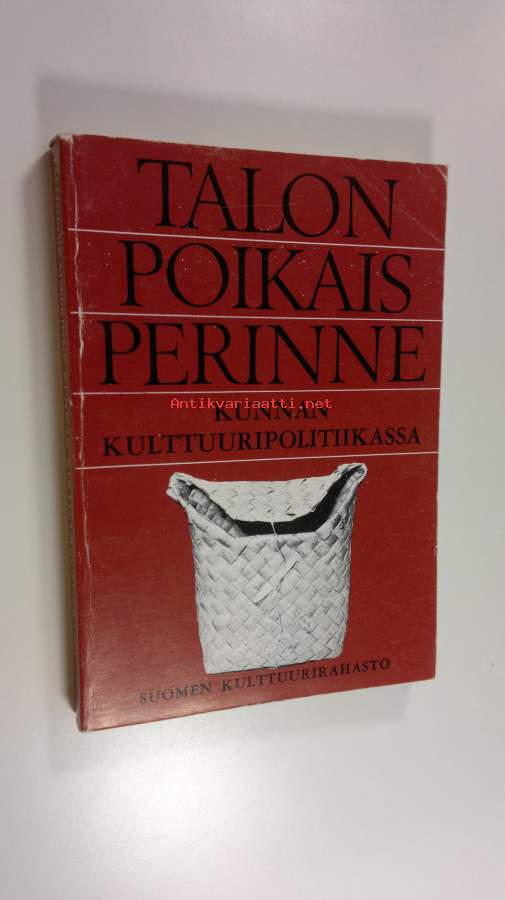 TALON
POIKAIS
PERINNE
Antikvariaatti.net
KUNNAN
KULTTUURIPOLITIIKASSA
SUOMEN KULTTUURIRAHASTO